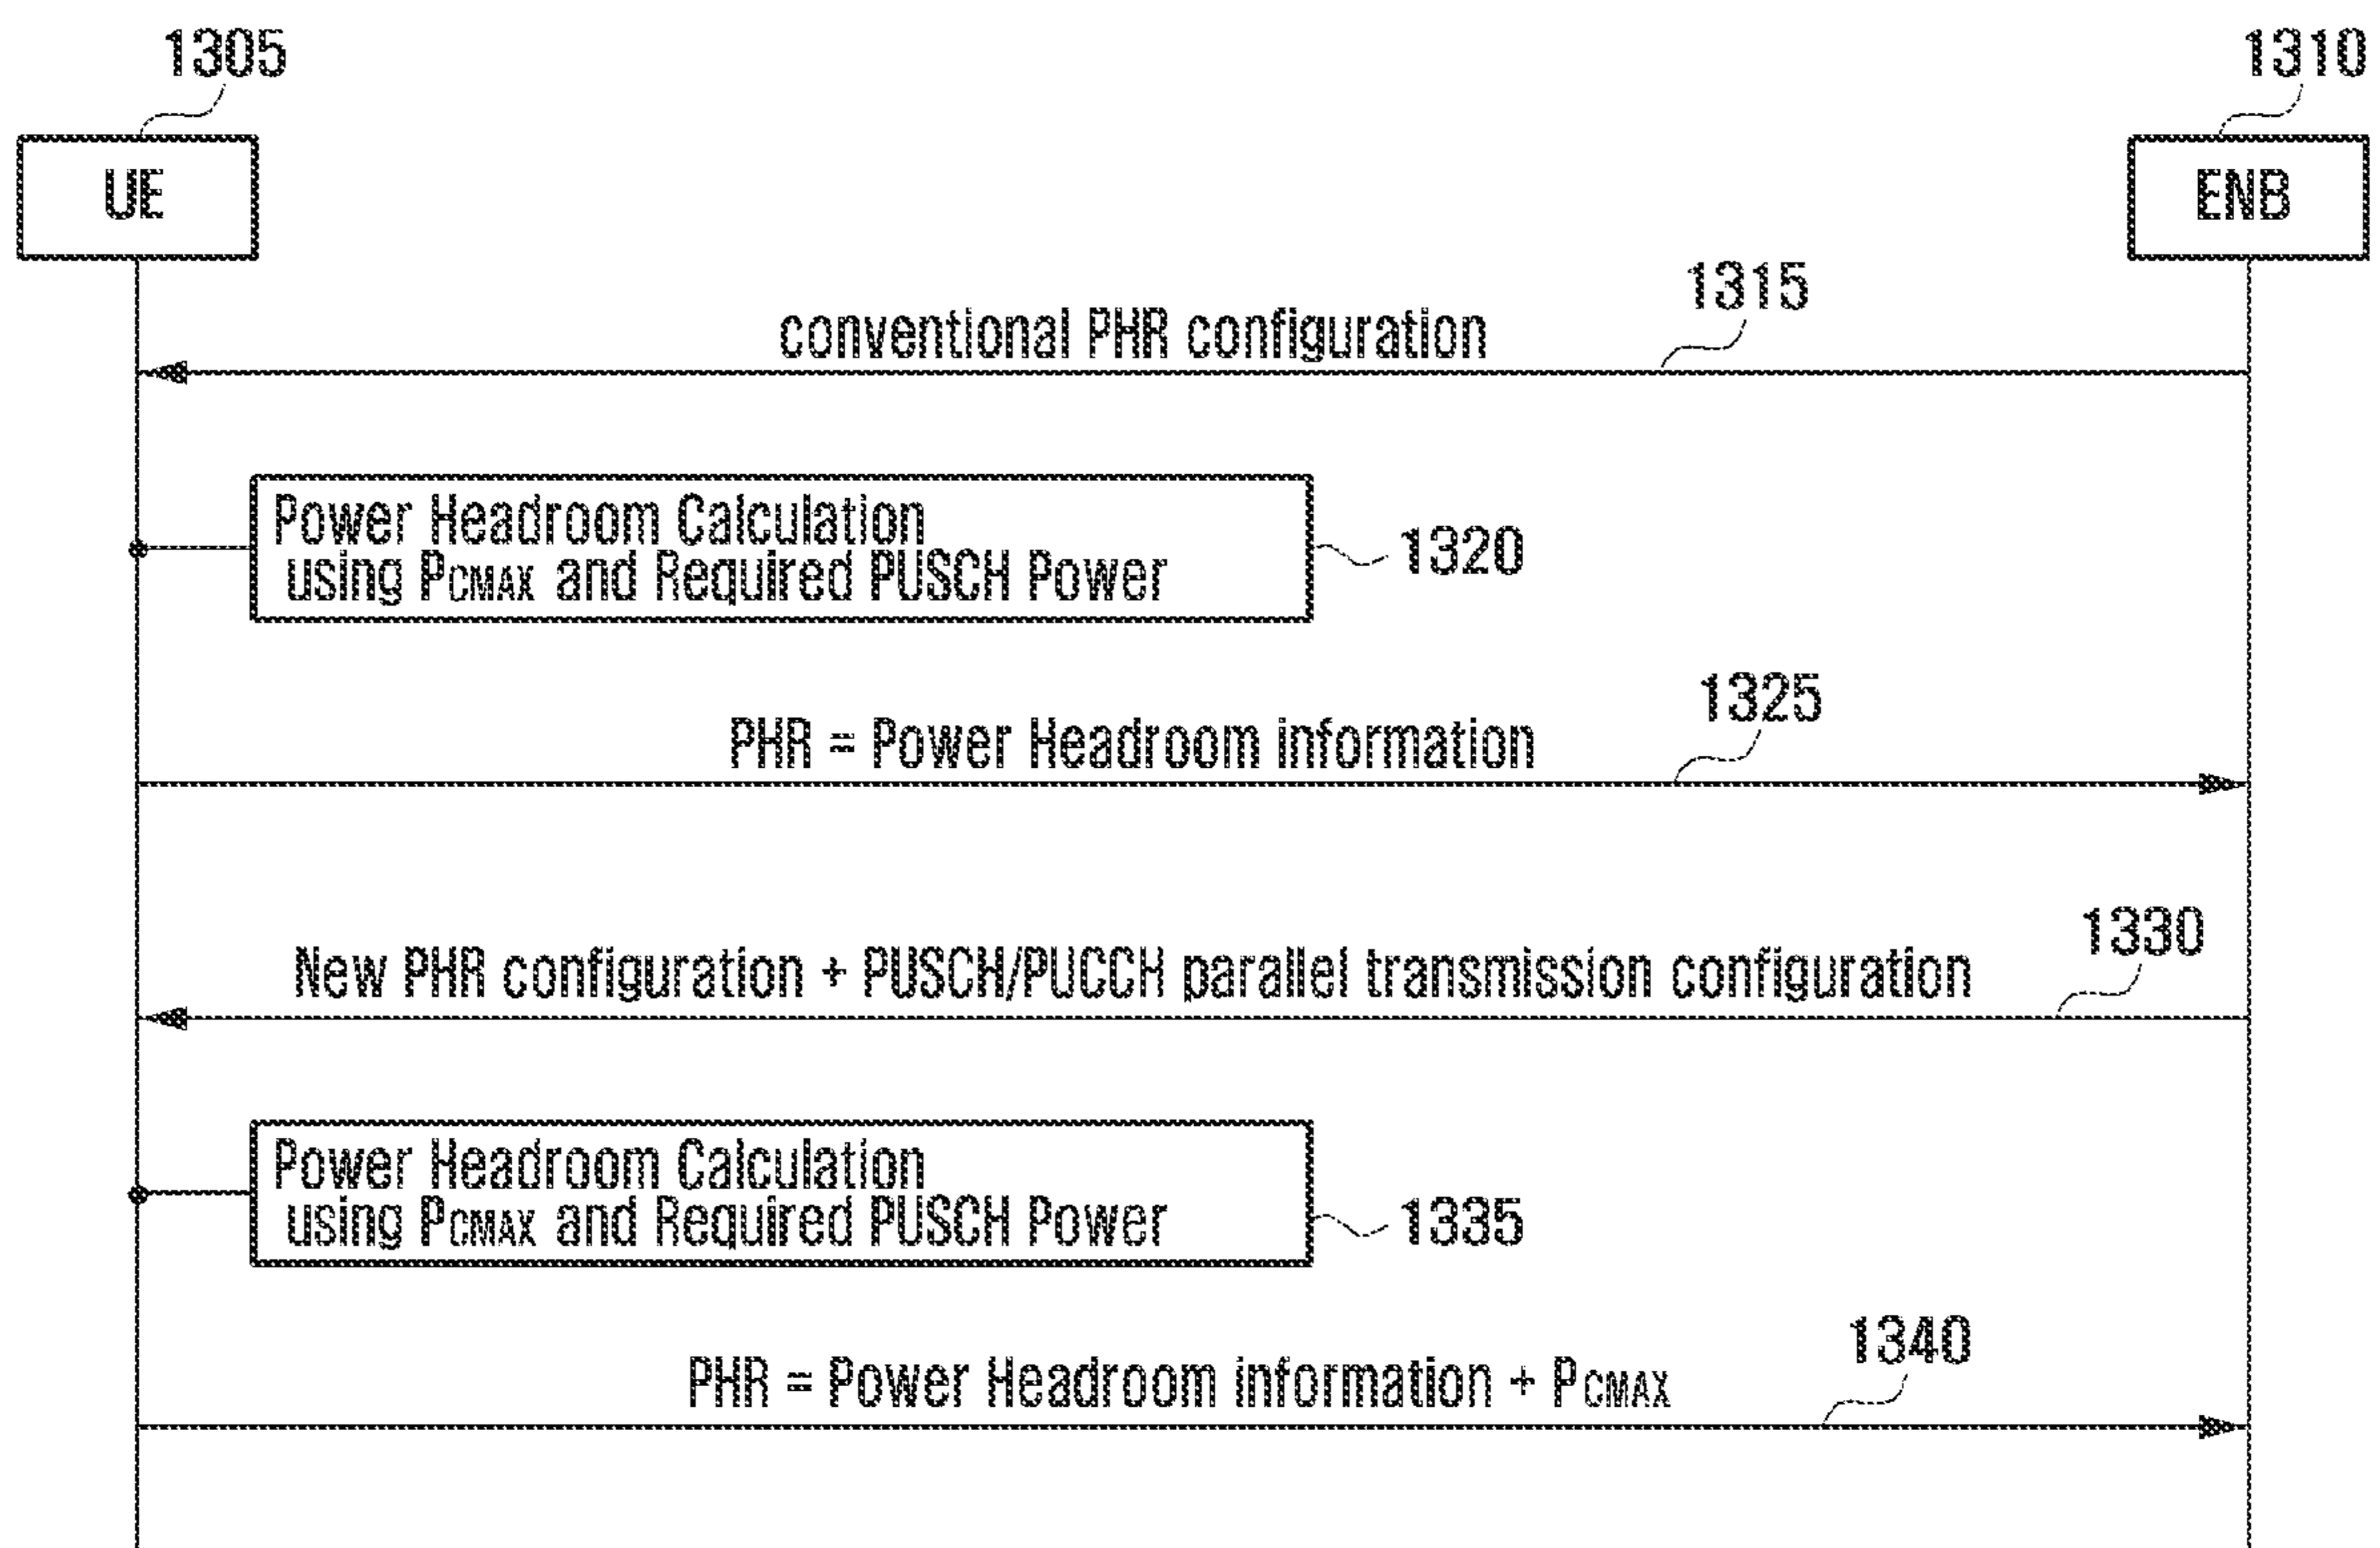 1305
1310
UE
ENB
1315
conventional PHR configuration
Power Headroom Calculation
using PCMAX and Required PUSCH Power
1320
1325
PHR = Power Headroom information
1330
New PHR configuration + PUSCH/PUCCH parallel transmission configuration
Power Headroom Calculation
using PCMAX and Required PUSCH Power
1335
1340
PHR = Power Headroom information + PCMAX